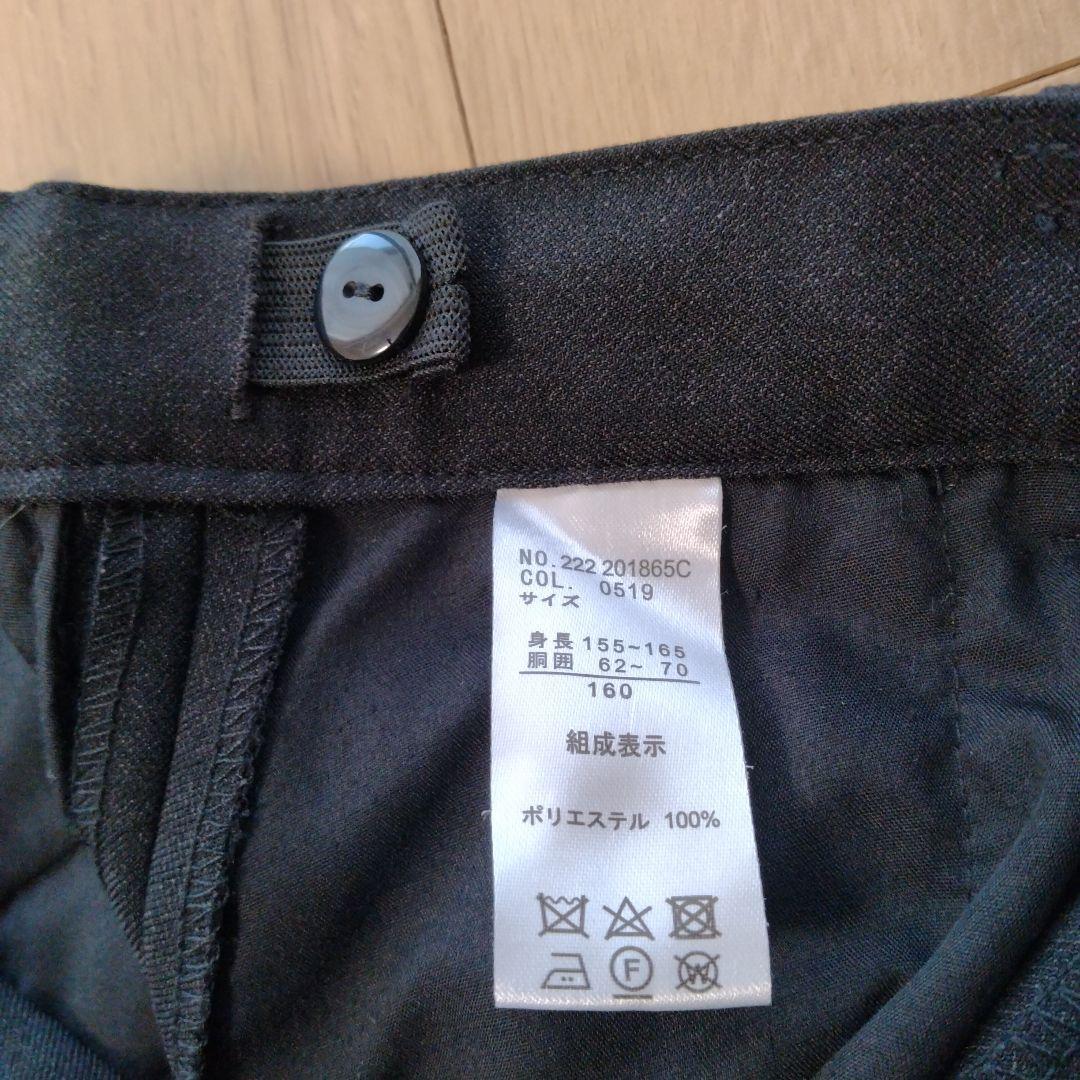 NO. 222 201865C
COL. 0519
サイズ
身長 155~165
胴囲 62~ 70
160
組成表示
ポリエステル 100%
F
W